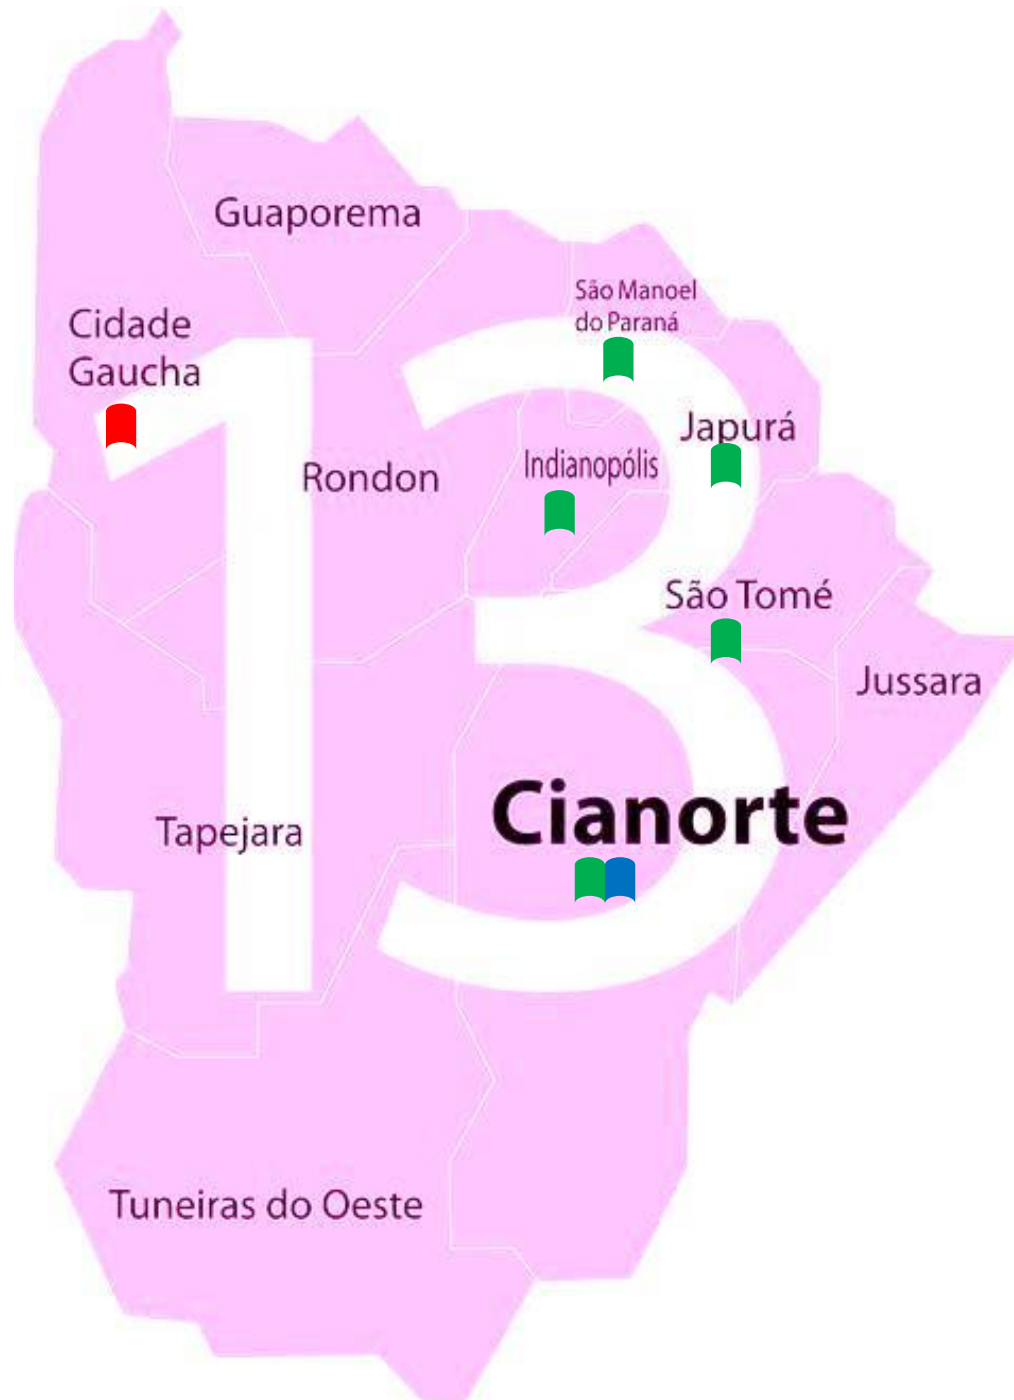 Guaporema
São Manoel
do Paraná
Cidade
Gaucha
13
Japurá
Indianopólis
Rondon
São Tomé
Jussara
Cianorte
Tapejara
Tuneiras do Oeste